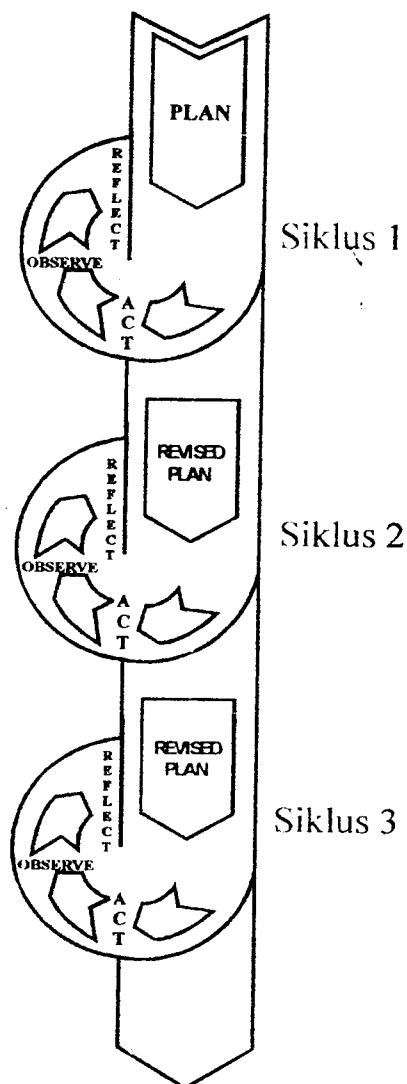 PLAN
REFLECT
Siklus 1
OBSERVE
ACT
REVISED
PLAN
REFLECT
Siklus 2
OBSERVE
ACT
REVISED
PLAN
REFLECT
Siklus 3
OBSERVE
ACT